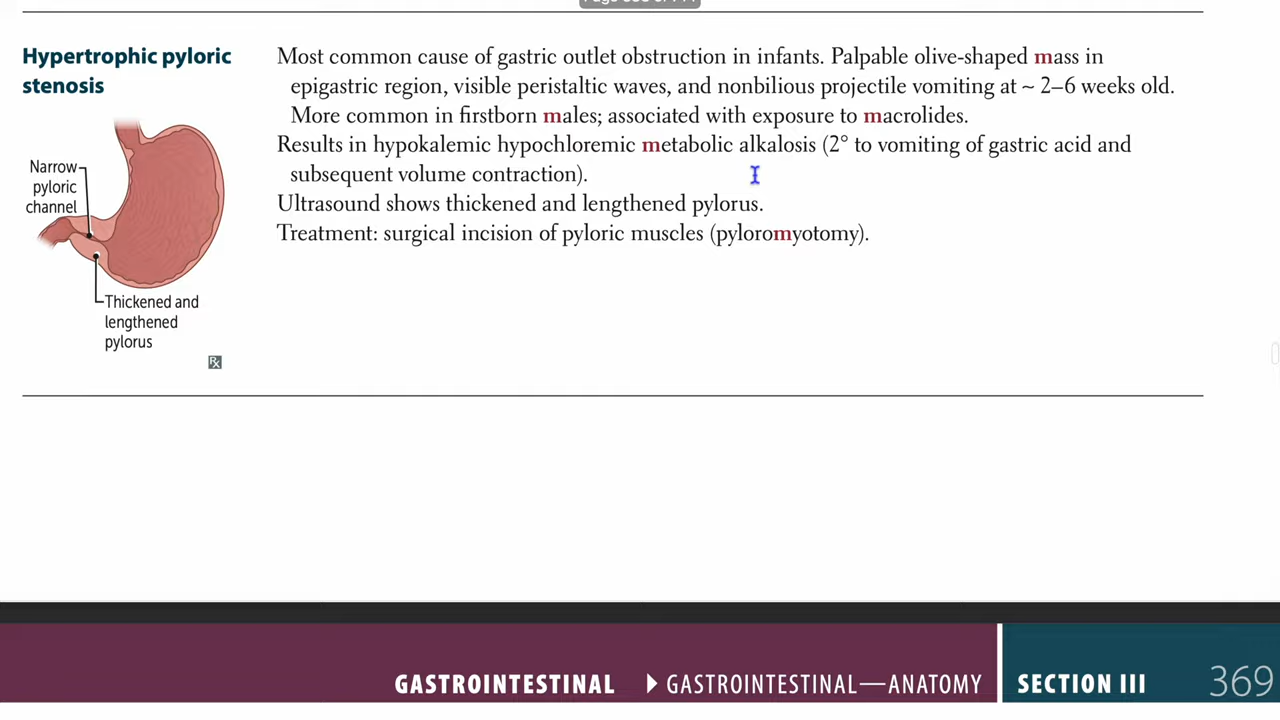 Hypertrophic pyloric
stenosis
Narrow
pyloric
channel
Thickened and
lengthened
pylorus
Rx
Most common cause of gastric outlet obstruction in infants. Palpable olive-shaped mass in
epigastric region, visible peristaltic waves, and nonbilious projectile vomiting at ~ 2–6 weeks old.
More common in firstborn males; associated with exposure to macrolides.
Results in hypokalemic hypochloremic metabolic alkalosis (2° to vomiting of gastric acid and
subsequent volume contraction).
Ultrasound shows thickened and lengthened pylorus.
Treatment: surgical incision of pyloric muscles (pyloromyotomy).
GASTROINTESTINAL ▶ GASTROINTESTINAL—ANATOMY SECTION III 369